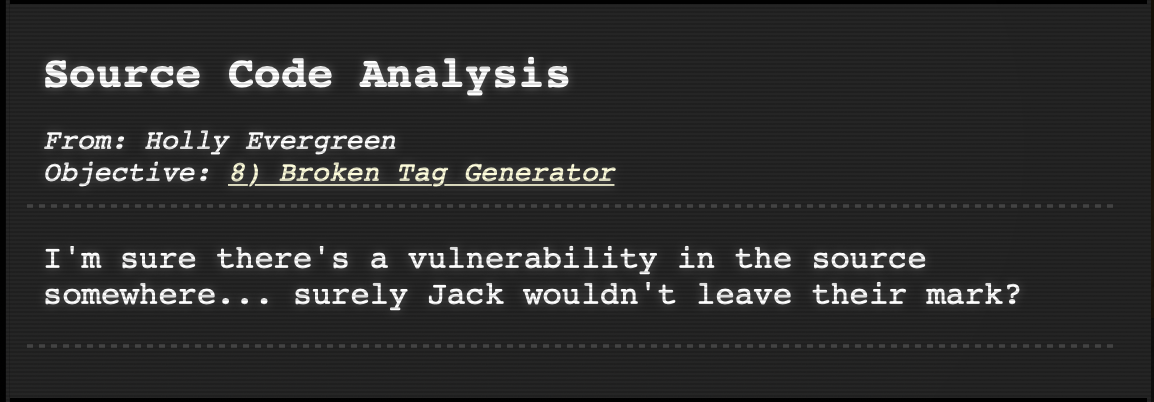 Source Code Analysis
From: Holly Evergreen
Objective: 8) Broken Tag Generator
I'm sure there's a vulnerability in the source
somewhere... surely Jack wouldn't leave their mark?